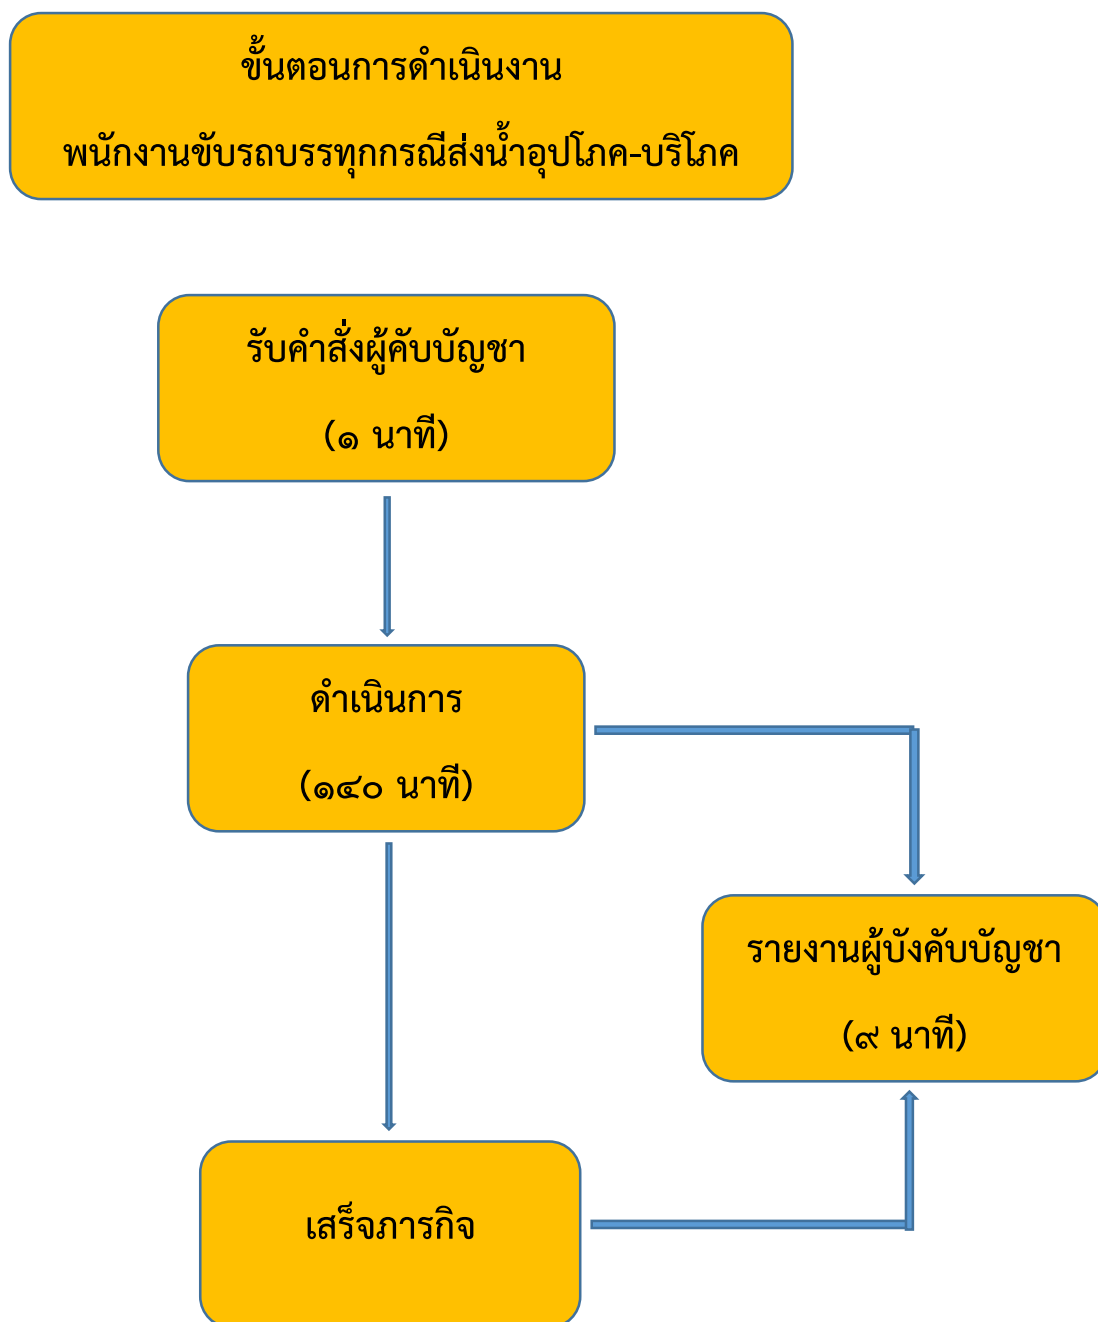 ขั้นตอนการดำเนินงาน
พนักงานขับรถบรรทุกกรณีส่งน้ำอุปโภค-บริโภค
รับคำสั่งผู้คับบัญชา
(๑ นาที)
ดำเนินการ
(๑๔๐ นาที)
รายงานผู้บังคับบัญชา
(๙ นาที)
เสร็จภารกิจ